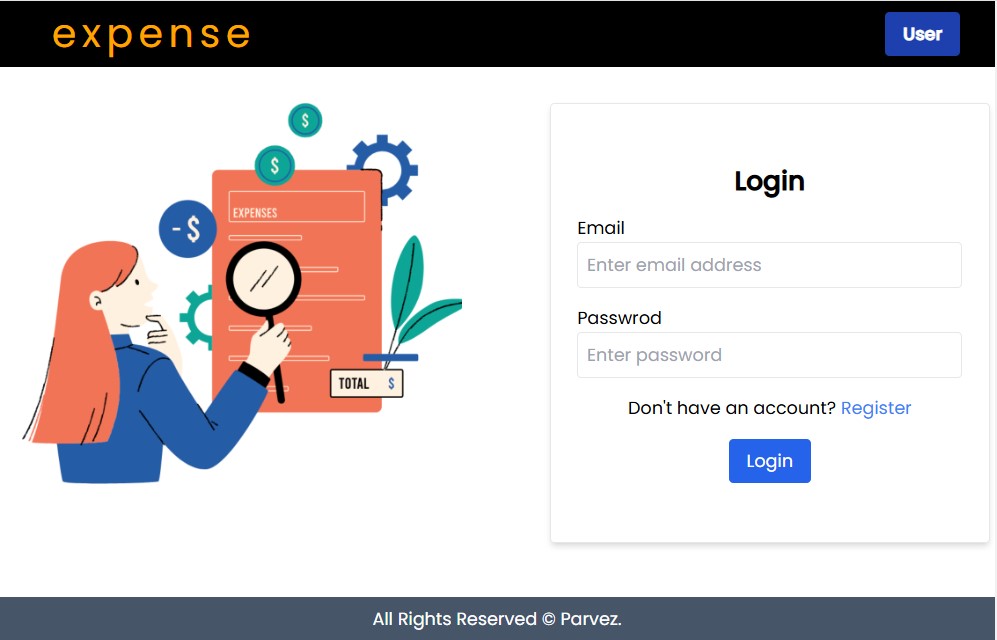 expense
User
$
$
- $
EXPENSES
TOTAL $
Login
Email
Enter email address
Passwrod
Enter password
Don't have an account? Register
Login
All Rights Reserved © Parvez.